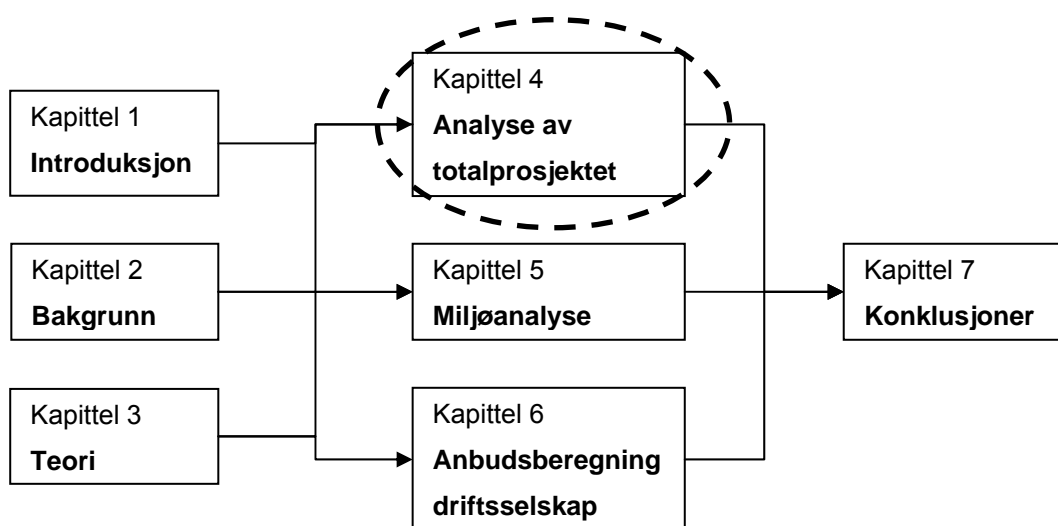 Kapittel 1
Introduksjon
Kapittel 2
Bakgrunn
Kapittel 3
Teori
Kapittel 4
Analyse av
totalprosjektet
Kapittel 5
Miljøanalyse
Kapittel 6
Anbudsberegning
driftsselskap
Kapittel 7
Konklusjoner